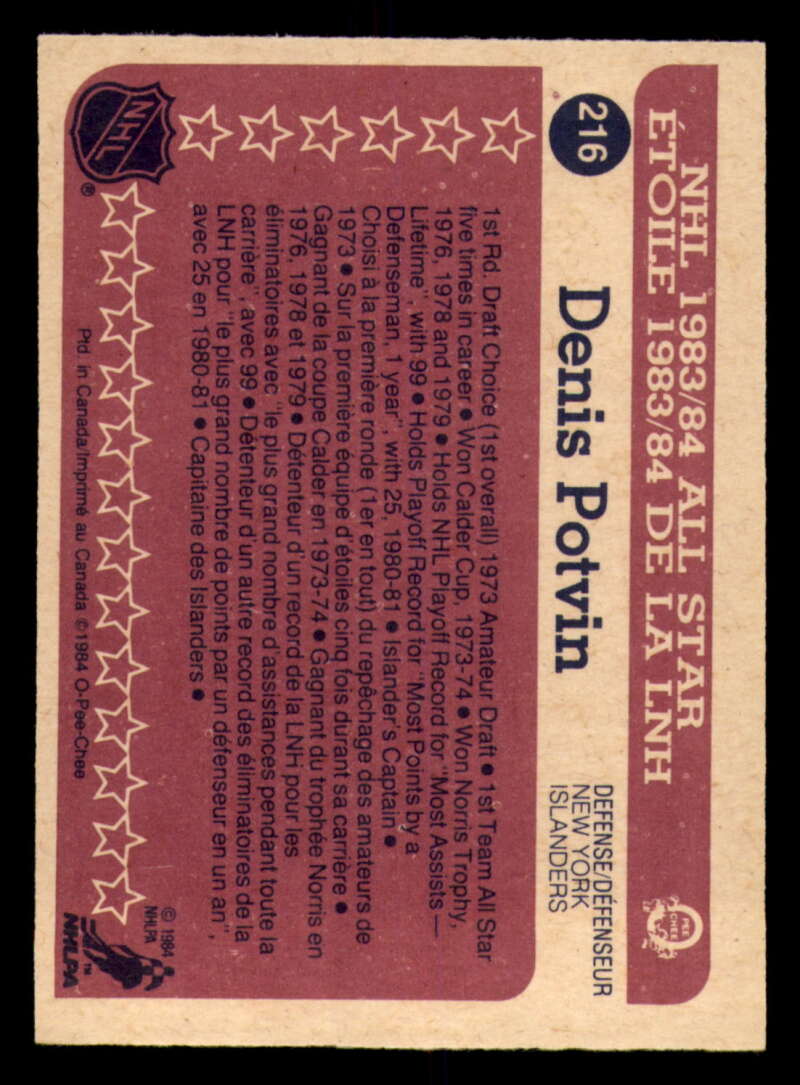 NHL 1983/84 ALL STAR
ÉTOILE 1983/84 DE LA LNH
O
PEE
CHEE
216
Denis Potvin
DEFENSE/DÉFENSEUR
NEW YORK
ISLANDERS
1st Rd. Draft Choice (1st overall) 1973 Amateur Draft ● 1st Team All Star
five times in career ● Won Calder Cup, 1973-74 ● Won Norris Trophy,
1976, 1978 and 1979 ● Holds NHL Playoff Record for "Most Assists —
Lifetime", with 99 ● Holds Playoff Record for "Most Points by a
Defenseman, 1 year", with 25, 1980-81 ● Islander's Captain ●
Choisi à la première ronde (1er en tout) du repêchage des amateurs de
1973 ● Sur la première équipe d'étoiles cinq fois durant sa carrière ●
Gagnant de la coupe Calder en 1973-74 ● Gagnant du trophée Norris en
1976, 1978 et 1979 ● Détenteur d'un record de la LNH pour les
éliminatoires avec "le plus grand nombre d'assistances pendant toute la
carrière", avec 99 ● Détenteur d'un autre record des éliminatoires de la
LNH pour "le plus grand nombre de points par un défenseur en un an",
avec 25 en 1980-81 ● Capitaine des Islanders ●
NHL
®
Ptd. in Canada/Imprimé au Canada ©1984 O-Pee-Chee
© 1984
NHLPA
NHLPA
™